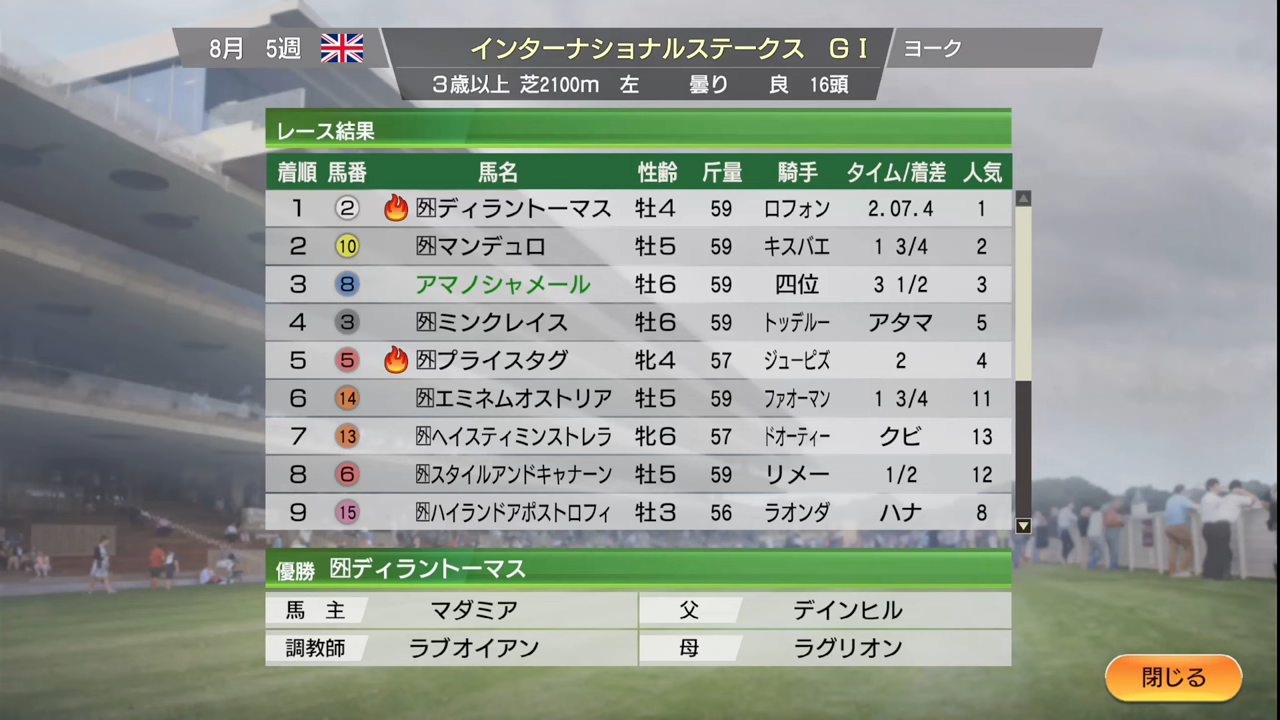 8月 5週 インターナショナルステークス GⅠ ヨーク
3歳以上 芝2100m 左 曇り 良 16頭
レース結果
着順 馬番 馬名 性齢 斤量 騎手 タイム/着差 人気
1 2 外ディラントーマス 牡4 59 ロフォン 2.07.4 1
2 10 外マンデュロ 牡5 59 キスバエ 1 3/4 2
3 8 アマノシャメール 牡6 59 四位 3 1/2 3
4 3 外ミンクレイス 牡6 59 トッデルー アタマ 5
5 5 外プライスタグ 牝4 57 ジュービズ 2 4
6 14 外エミネムオストリア 牡5 59 ファオーマン 1 3/4 11
7 13 外ヘイスティミンストレラ 牝6 57 ドオーティー クビ 13
8 6 外スタイルアンドキャナーン 牡5 59 リメー 1/2 12
9 15 外ハイランドアポストロフィ 牡3 56 ラオンダ ハナ 8
優勝 外ディラントーマス
馬主 マダミア 父 デインヒル
調教師 ラブオイアン 母 ラグリオン
閉じる